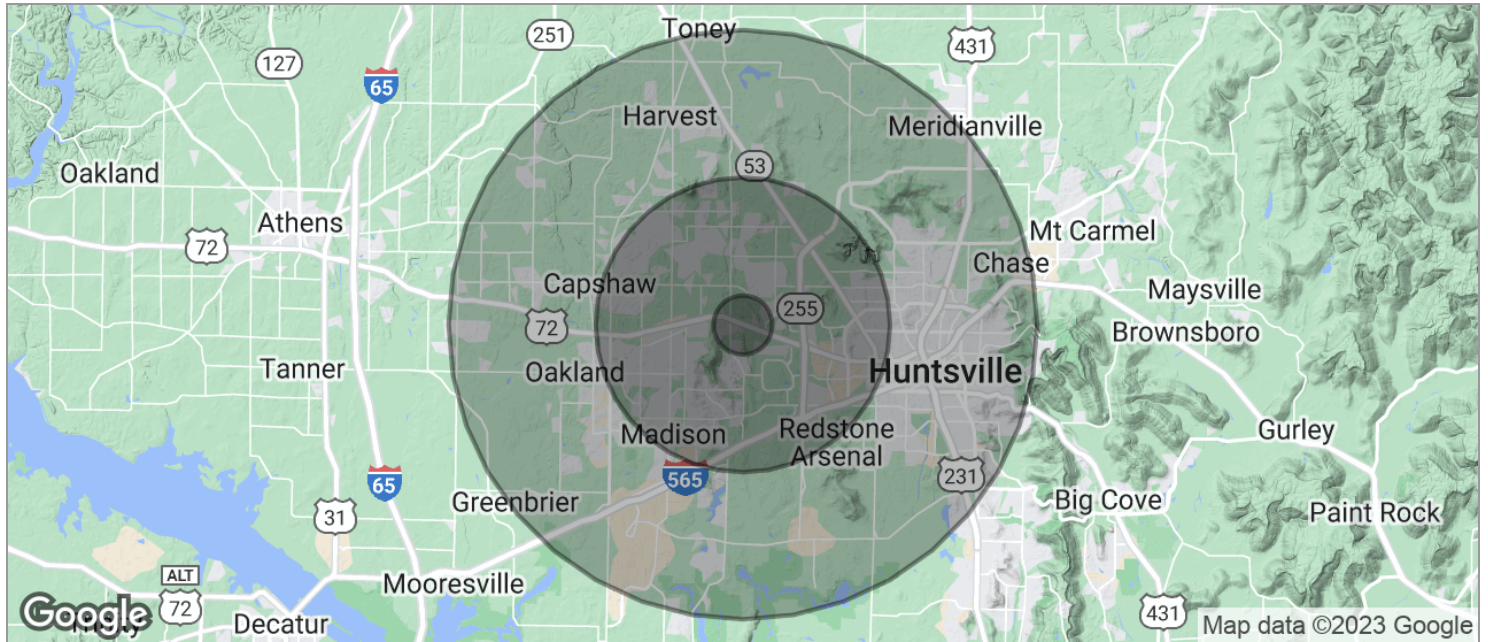 Toney
251
431
127
65
Harvest
Meridianville
53
Oakland
Athens
Mt Carmel
72
Chase
Capshaw
Maysville
255
72
Brownsboro
Tanner
Oakland
Huntsville
Madison
Redstone
Arsenal
Gurley
565
231
65
Greenbrier
Big Cove
31
Paint Rock
ALT
72
Mooresville
431
Google
Decatur
Map data ©2023 Google